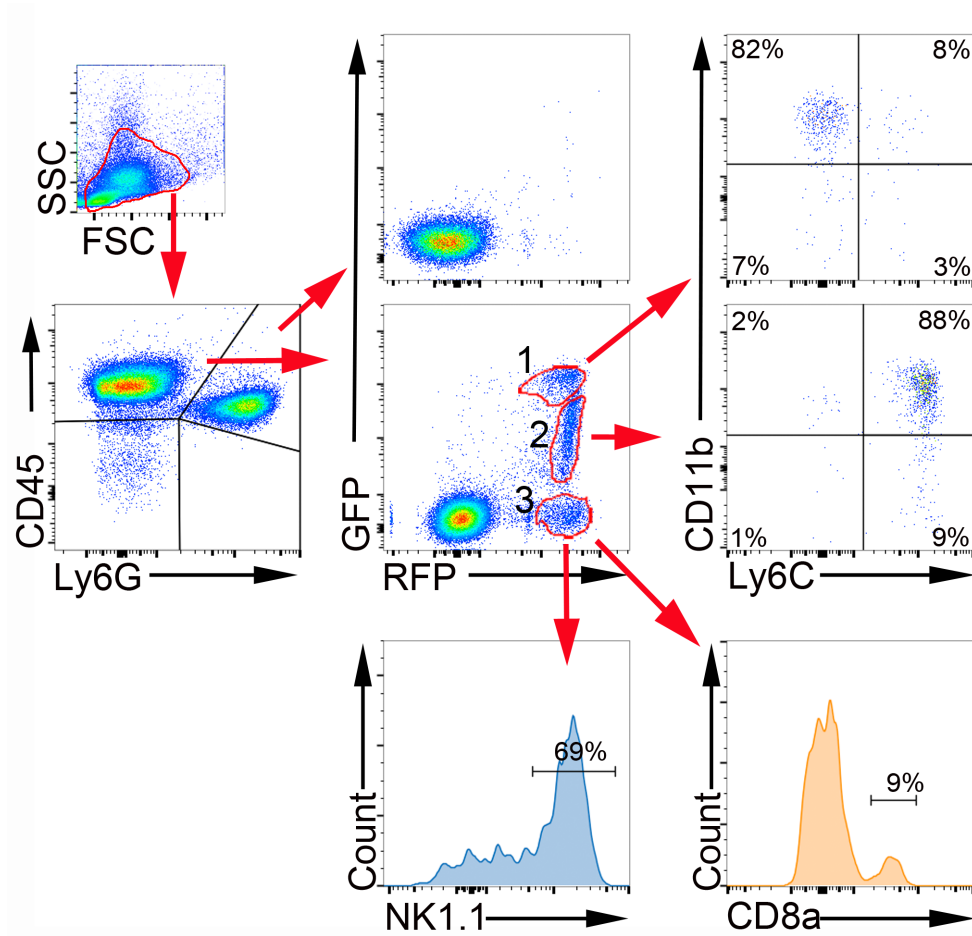 82%
8%
7%
3%
SSC
FSC
CD45
Ly6G
1
2
3
GFP
RFP
2%
88%
1%
9%
CD11b
Ly6C
69%
Count
NK1.1
9%
Count
CD8a